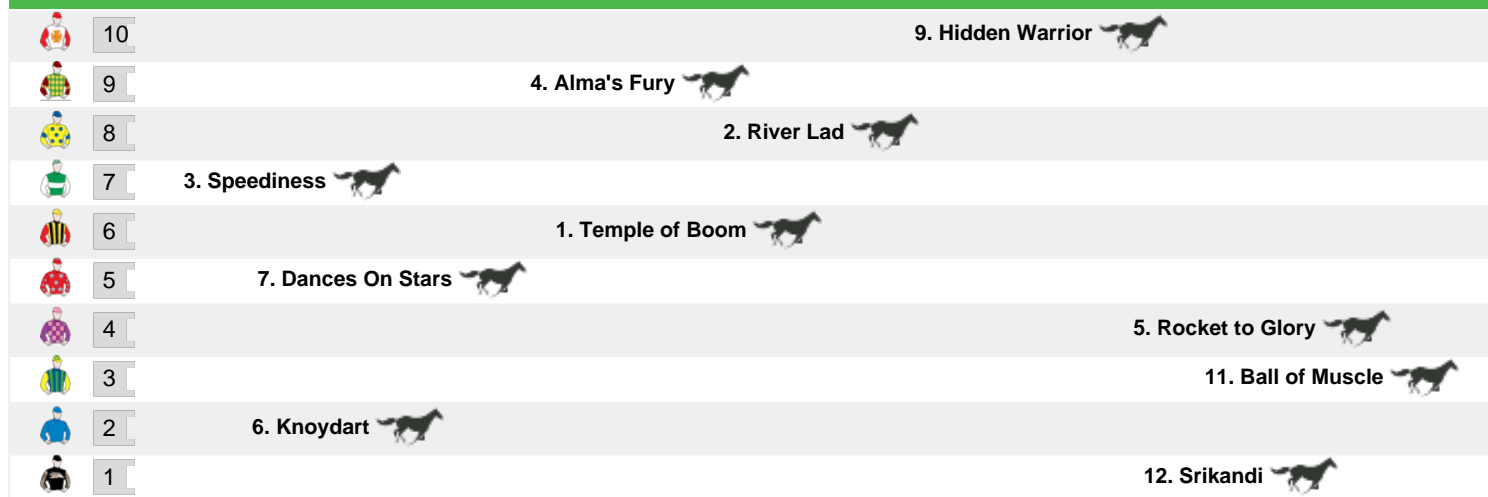 10 9. Hidden Warrior
9 4. Alma's Fury
8 2. River Lad
7 3. Speediness
6 1. Temple of Boom
5 7. Dances On Stars
4 5. Rocket to Glory
3 11. Ball of Muscle
2 6. Knoydart
1 12. Srikandi